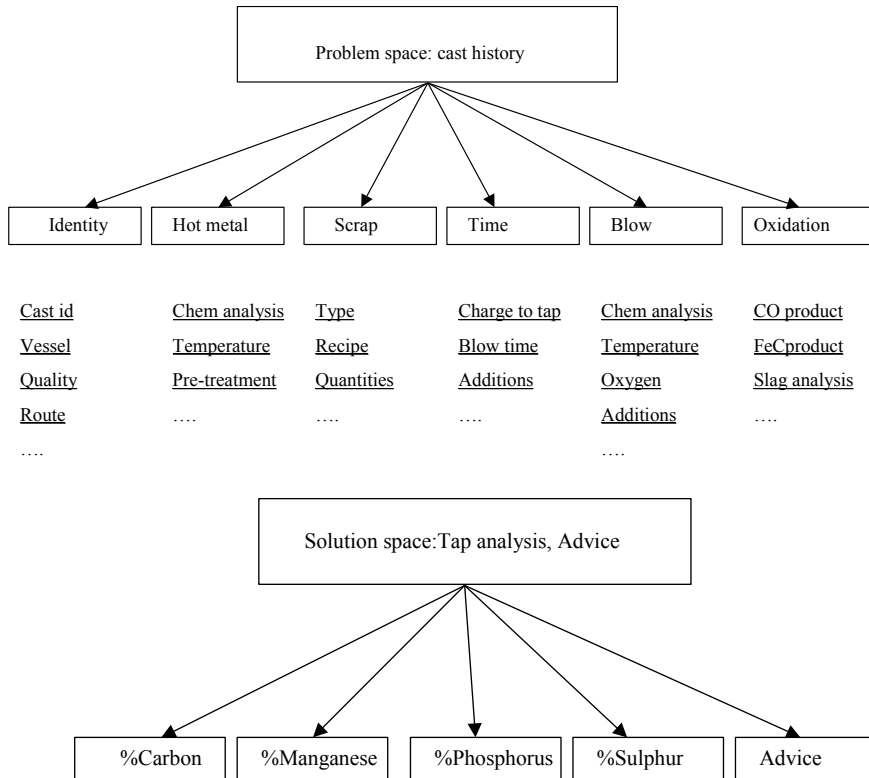 Problem space: cast history
Identity Hot metal Scrap Time Blow Oxidation
Cast id Chem analysis Type Charge to tap Chem analysis CO product
Vessel Temperature Recipe Blow time Temperature FeCproduct
Quality Pre-treatment Quantities Additions Oxygen Slag analysis
Route …. …. …. Additions ….
…. ….
Solution space:Tap analysis, Advice
%Carbon %Manganese %Phosphorus %Sulphur Advice